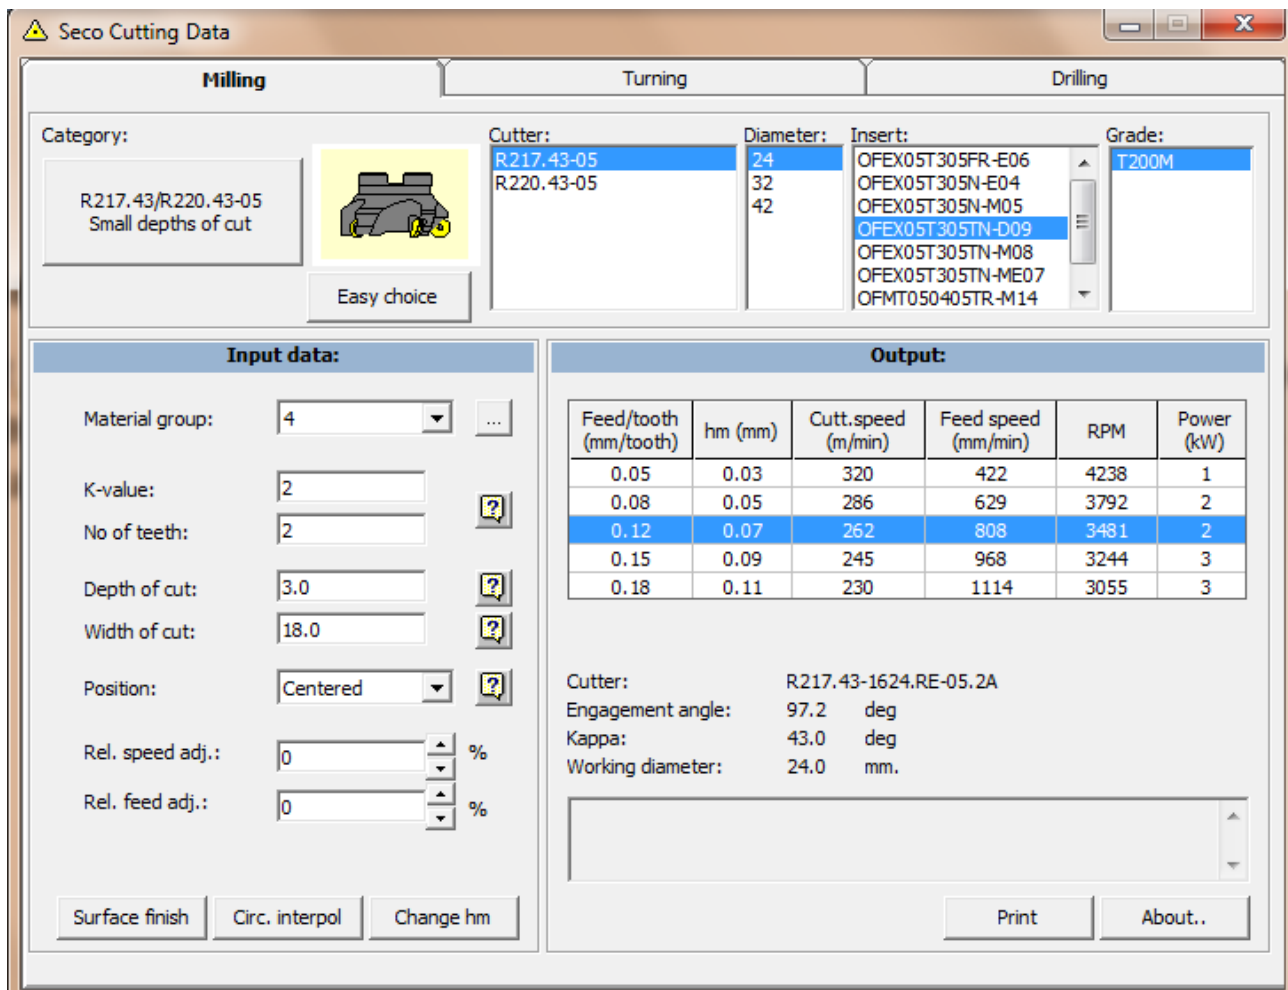 Seco Cutting Data
Milling Turning Drilling
Category: Cutter: Diameter: Insert: Grade:
R217.43/R220.43-05
Small depths of cut
Easy choice
R217.43-05
R220.43-05
24
32
42
OFEX05T305FR-E06
OFEX05T305N-E04
OFEX05T305N-M05
OFEX05T305TN-D09
OFEX05T305TN-M08
OFEX05T305TN-ME07
OFMT050405TR-M14
T200M
Input data:
Material group: 4 ...
K-value: 2 ?
No of teeth: 2
Depth of cut: 3.0 ?
Width of cut: 18.0 ?
Position: Centered ?
Rel. speed adj.: 0 %
Rel. feed adj.: 0 %
Surface finish Circ. interpol Change hm
Output:
Feed/tooth (mm/tooth) hm (mm) Cutt.speed (m/min) Feed speed (mm/min) RPM Power (kW)
0.05 0.03 320 422 4238 1
0.08 0.05 286 629 3792 2
0.12 0.07 262 808 3481 2
0.15 0.09 245 968 3244 3
0.18 0.11 230 1114 3055 3
Cutter: R217.43-1624.RE-05.2A
Engagement angle: 97.2 deg
Kappa: 43.0 deg
Working diameter: 24.0 mm.
Print About..